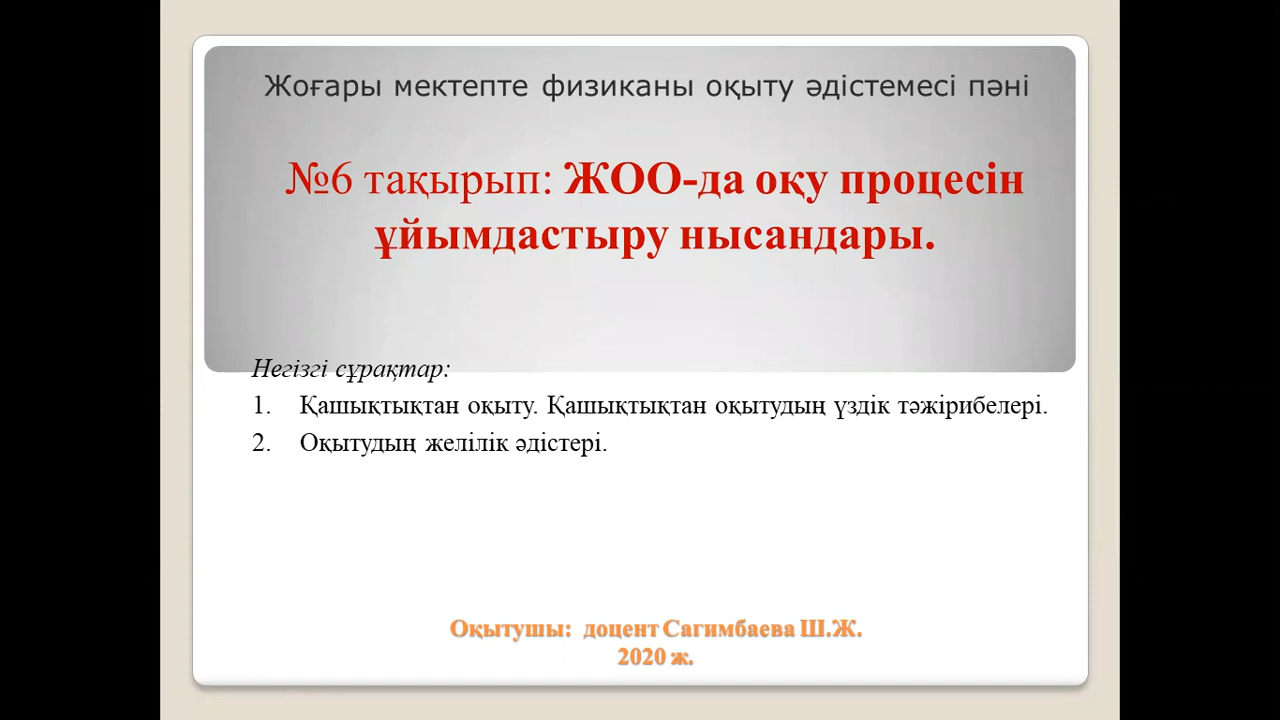 Жоғары мектепте физиканы оқыту әдістемесі пәні
№6 тақырып: ЖОО-да оқу процесін
ұйымдастыру нысандары.
Негізгі сұрақтар:
1. Қашықтықтан оқыту. Қашықтықтан оқытудың үздік тәжірибелері.
2. Оқытудың желілік әдістері.
Оқытушы: доцент Сагимбаева Ш.Ж.
2020 ж.